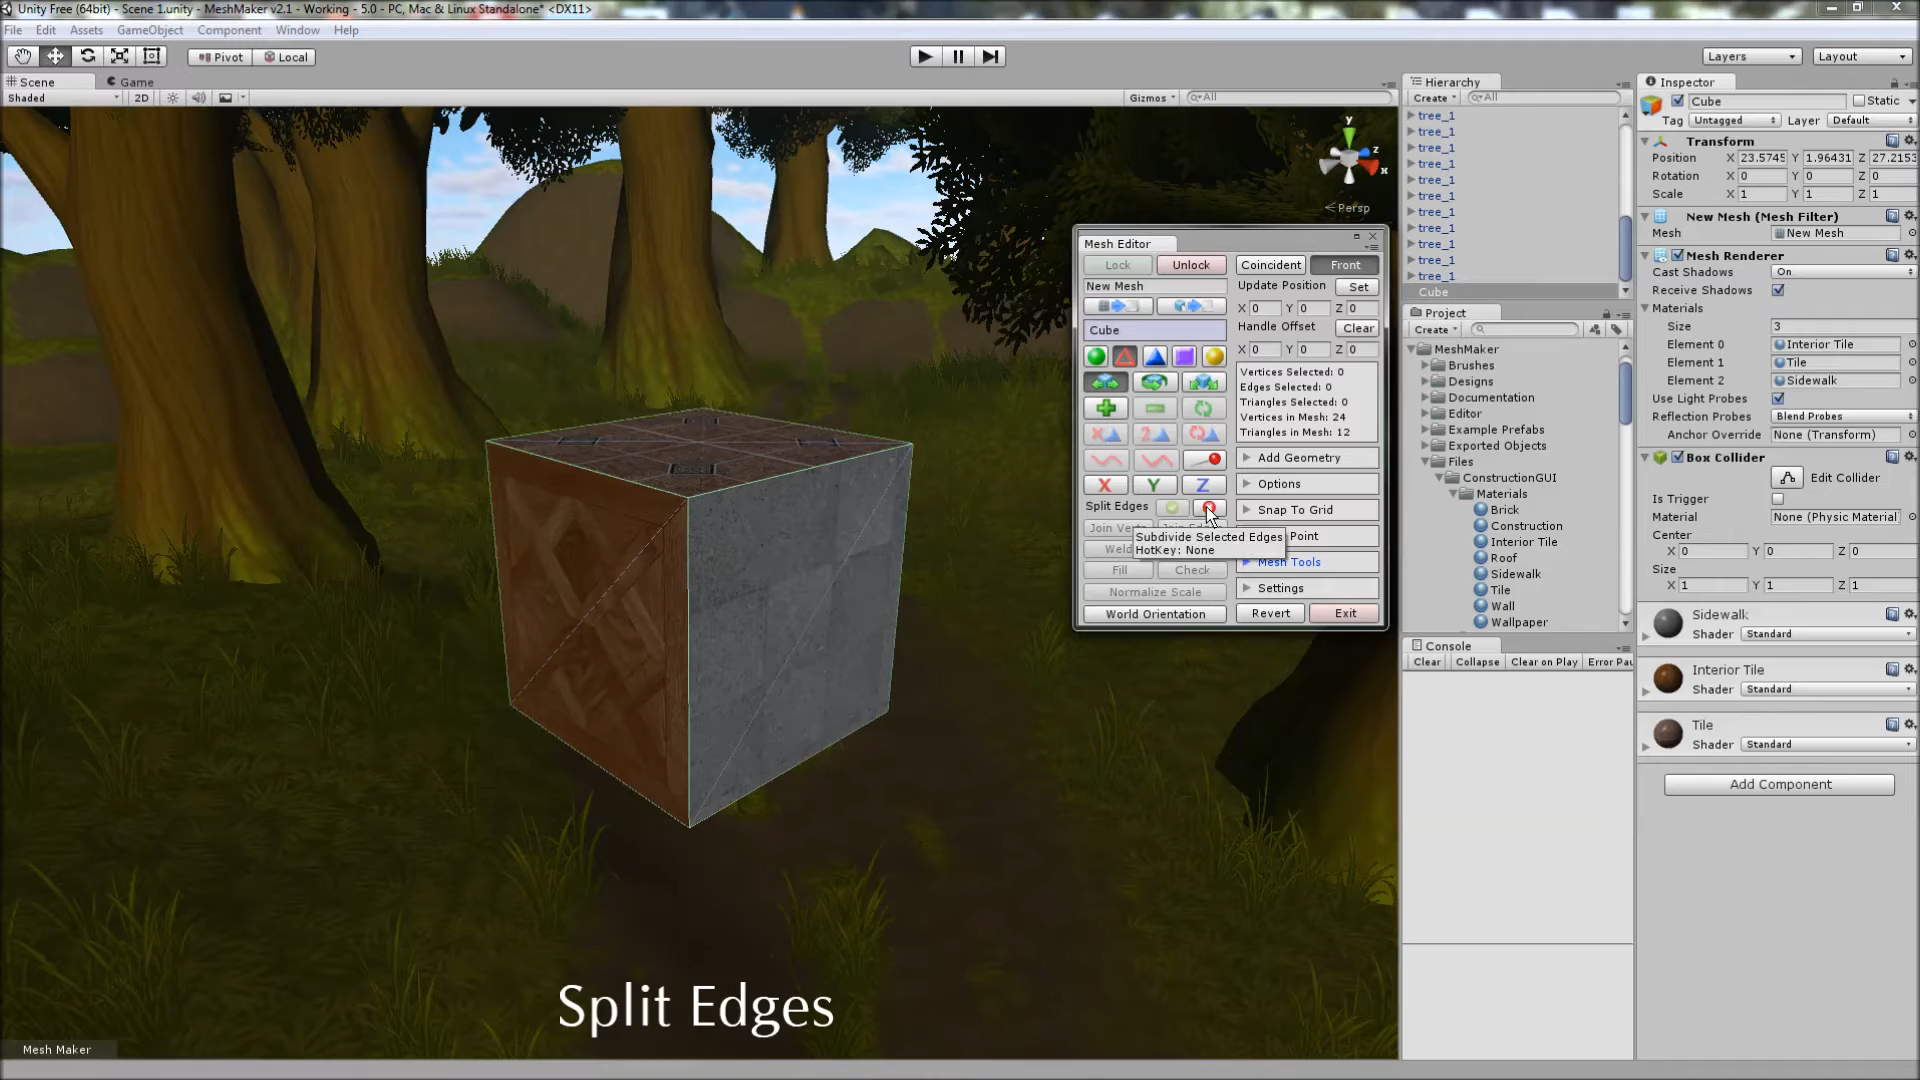 Unity Free (64bit) - Scene 1.unity - MeshMaker v2.1 - Working - 5.0 - PC, Mac & Linux Standalone* <DX11>
File Edit Assets GameObject Component Window Help
Pivot Local
Layers Layout
Scene Game
Shaded 2D Gizmos All
y
z
x
Persp
Mesh Editor
Lock Unlock Coincident Front
New Mesh Update Position Set
X 0 Y 0 Z 0
Cube Handle Offset Clear
X 0 Y 0 Z 0
Vertices Selected: 0
Edges Selected: 0
Triangles Selected: 0
Vertices in Mesh: 24
Triangles in Mesh: 12
2
Add Geometry
X Y Z Options
Split Edges Snap To Grid
Join Verts
Subdivide Selected Edges
HotKey: None
Point
Weld
Mesh Tools
Fill Check
Settings
Normalize Scale
World Orientation Revert Exit
Split Edges
Mesh Maker
Hierarchy
Create All
tree_1
tree_1
tree_1
tree_1
tree_1
tree_1
tree_1
tree_1
tree_1
tree_1
tree_1
Cube
Project
Create
MeshMaker
Brushes
Designs
Documentation
Editor
Example Prefabs
Exported Objects
Files
ConstructionGUI
Materials
Brick
Construction
Interior Tile
Roof
Sidewalk
Tile
Wall
Wallpaper
Console
Clear Collapse Clear on Play Error Pau
Inspector
Cube Static
Tag Untagged Layer Default
Transform
Position X 23.5745 Y 1.96431 Z 27.2153
Rotation X 0 Y 0 Z 0
Scale X 1 Y 1 Z 1
New Mesh (Mesh Filter)
Mesh New Mesh
Mesh Renderer
Cast Shadows On
Receive Shadows
Materials
Size 3
Element 0 Interior Tile
Element 1 Tile
Element 2 Sidewalk
Use Light Probes
Reflection Probes Blend Probes
Anchor Override None (Transform)
Box Collider
Edit Collider
Is Trigger
Material None (Physic Material
Center
X 0 Y 0 Z 0
Size
X 1 Y 1 Z 1
Sidewalk
Shader Standard
Interior Tile
Shader Standard
Tile
Shader Standard
Add Component